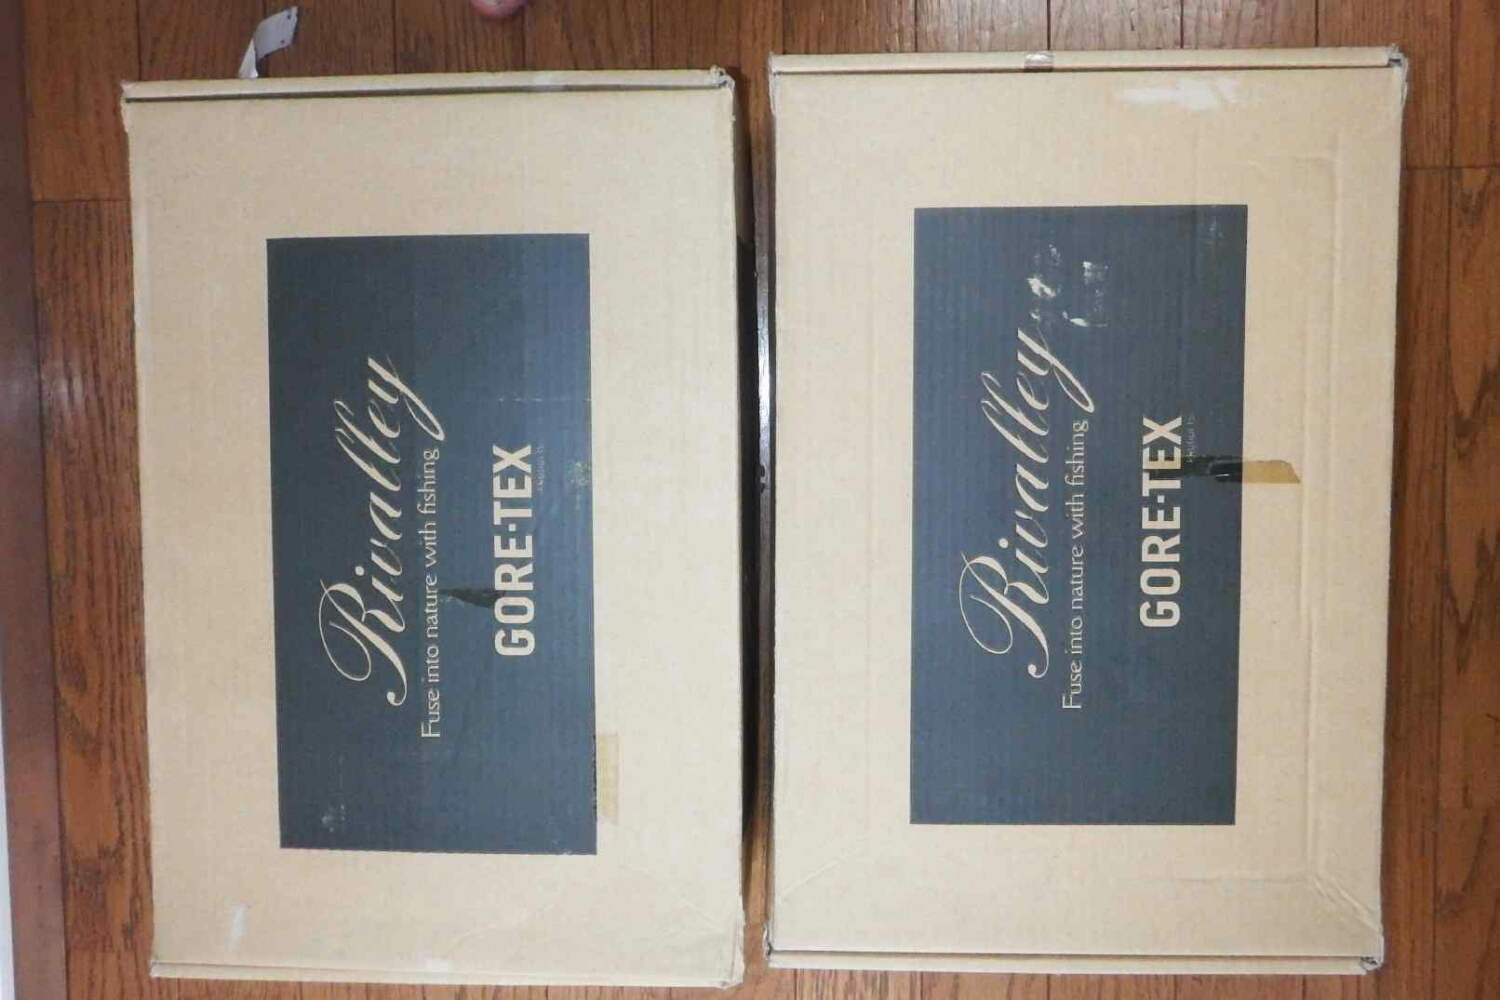 Rivalley
Fuse into nature with fishing
GORE-TEX
Rivalley
Fuse into nature with fishing
GORE-TEX